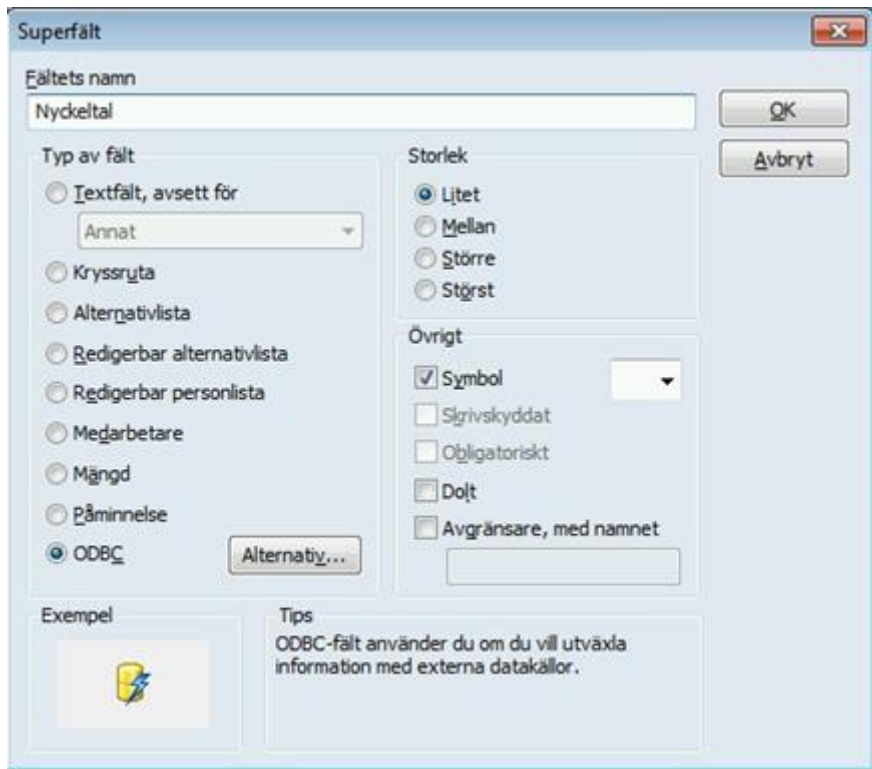 Superfält
Fältets namn
Nyckeltal
OK
Avbryt
Typ av fält
Textfält, avsett för
Annat
Kryssruta
Alternativlista
Redigerbar alternativlista
Redigerbar personlista
Medarbetare
Mängd
Påminnelse
ODBC
Alternativ...
Storlek
Litet
Mellan
Större
Störst
Övrigt
Symbol
Skrivskyddat
Obligatoriskt
Dolt
Avgränsare, med namnet
Exempel
Tips
ODBC-fält använder du om du vill utväxla
information med externa datakällor.